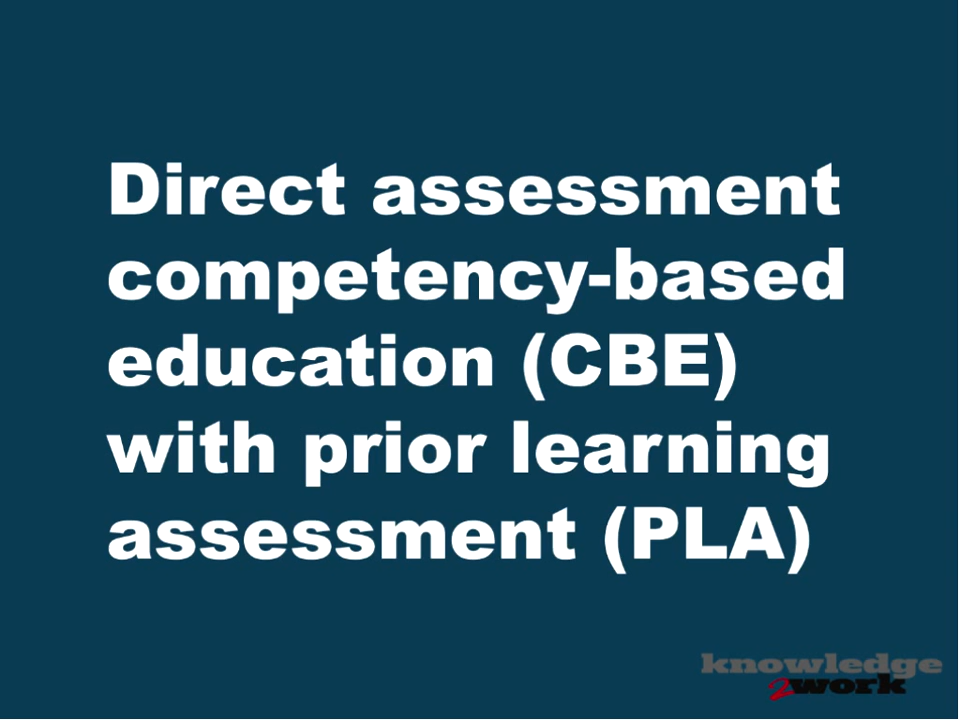 Direct assessment
competency-based
education (CBE)
with prior learning
assessment (PLA)
knowledge
2work